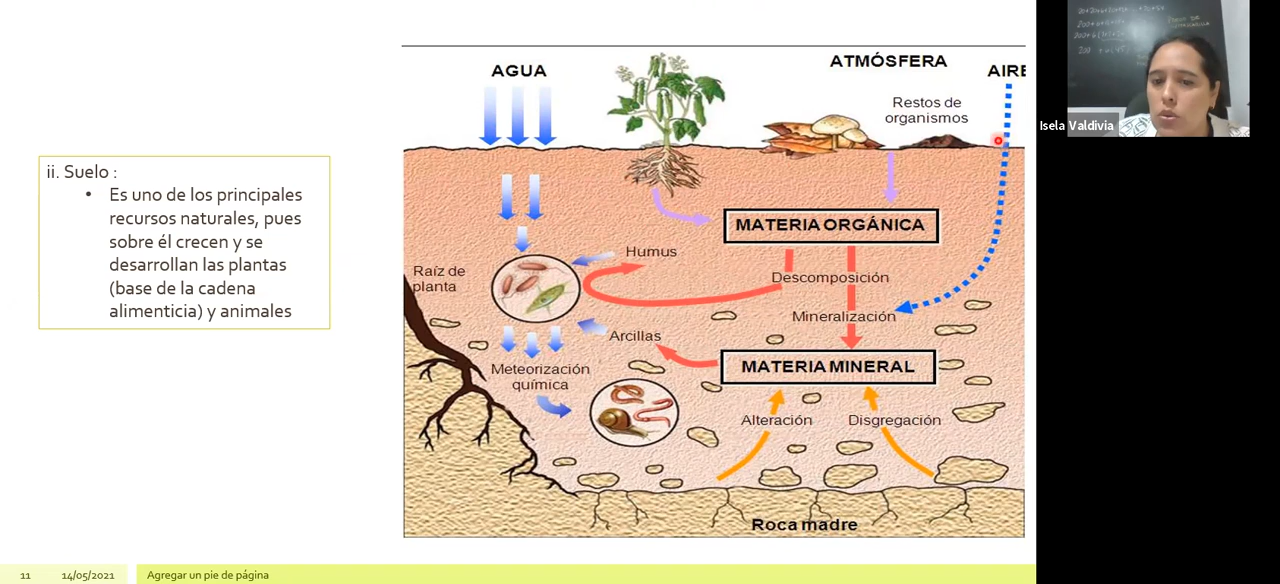 ii. Suelo :
• Es uno de los principales
recursos naturales, pues
sobre él crecen y se
desarrollan las plantas
(base de la cadena
alimenticia) y animales
AGUA
ATMÓSFERA
AIRE
Restos de
organismos
MATERIA ORGÁNICA
Humus
Raíz de
planta
Descomposición
Mineralización
Arcillas
Meteorización
química
MATERIA MINERAL
Alteración
Disgregación
Roca madre
11
14/05/2021
Agregar un pie de página
Isela Valdivia